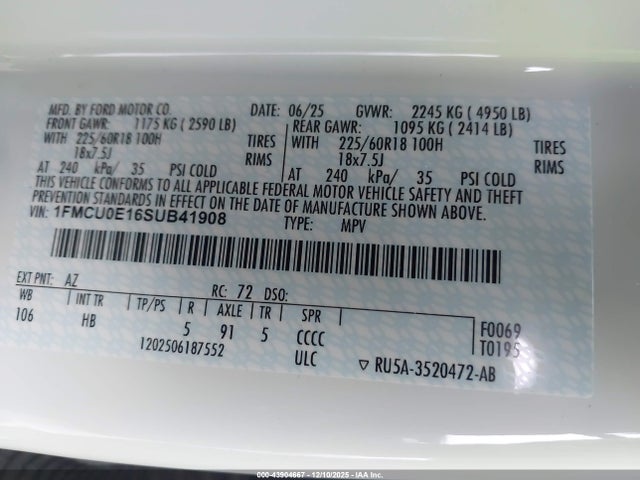 MFD. BY FORD MOTOR CO. DATE: 06/25 GVWR: 2245 KG ( 4950 LB)
FRONT GAWR: 1175 KG ( 2590 LB) REAR GAWR: 1095 KG ( 2414 LB)
WITH 225/60R18 100H TIRES WITH 225/60R18 100H TIRES
18x7.5J RIMS 18x7.5J RIMS
AT 240 kPa/ 35 PSI COLD AT 240 kPa/ 35 PSI COLD
THIS VEHICLE CONFORMS TO ALL APPLICABLE FEDERAL MOTOR VEHICLE SAFETY AND THEFT
PREVENTION STANDARDS IN EFFECT ON THE DATE OF MANUFACTURE SHOWN ABOVE.
VIN: 1FMCU0E16SUB41908 TYPE: MPV
EXT PNT: AZ RC: 72 DSO:
WB INT TR TP/PS R AXLE TR SPR
106 HB 5 91 5 CCCC F0069
1202506187552 ULC T0195
▽ RU5A-3520472-AB
000-43904667 - 12/10/2025 - IAA Inc.